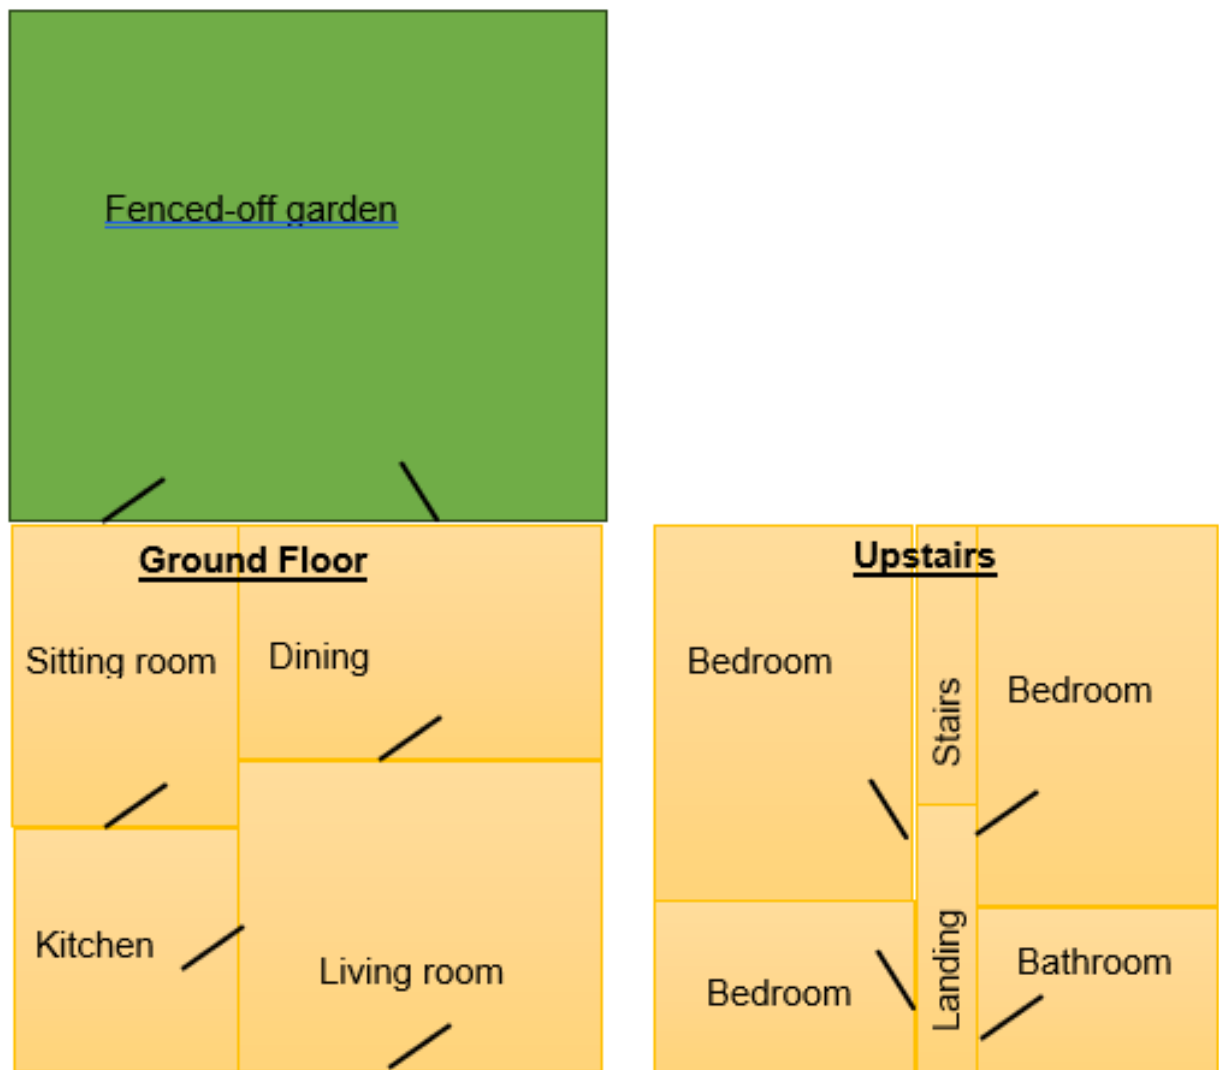 Fenced-off garden
Ground Floor
Sitting room
Dining
Kitchen
Living room
Upstairs
Bedroom
Stairs
Bedroom
Bedroom
Landing
Bathroom